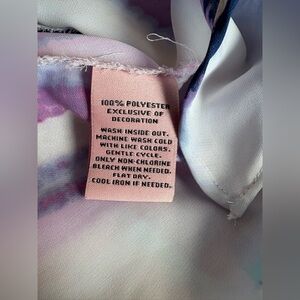 100% POLYESTER
EXCLUSIVE OF
DECORATION
WASH INSIDE OUT.
MACHINE WASH COLD
WITH LIKE COLORS.
GENTLE CYCLE.
ONLY NON-CHLORINE
BLEACH WHEN NEEDED.
FLAT DRY.
COOL IRON IF NEEDED.